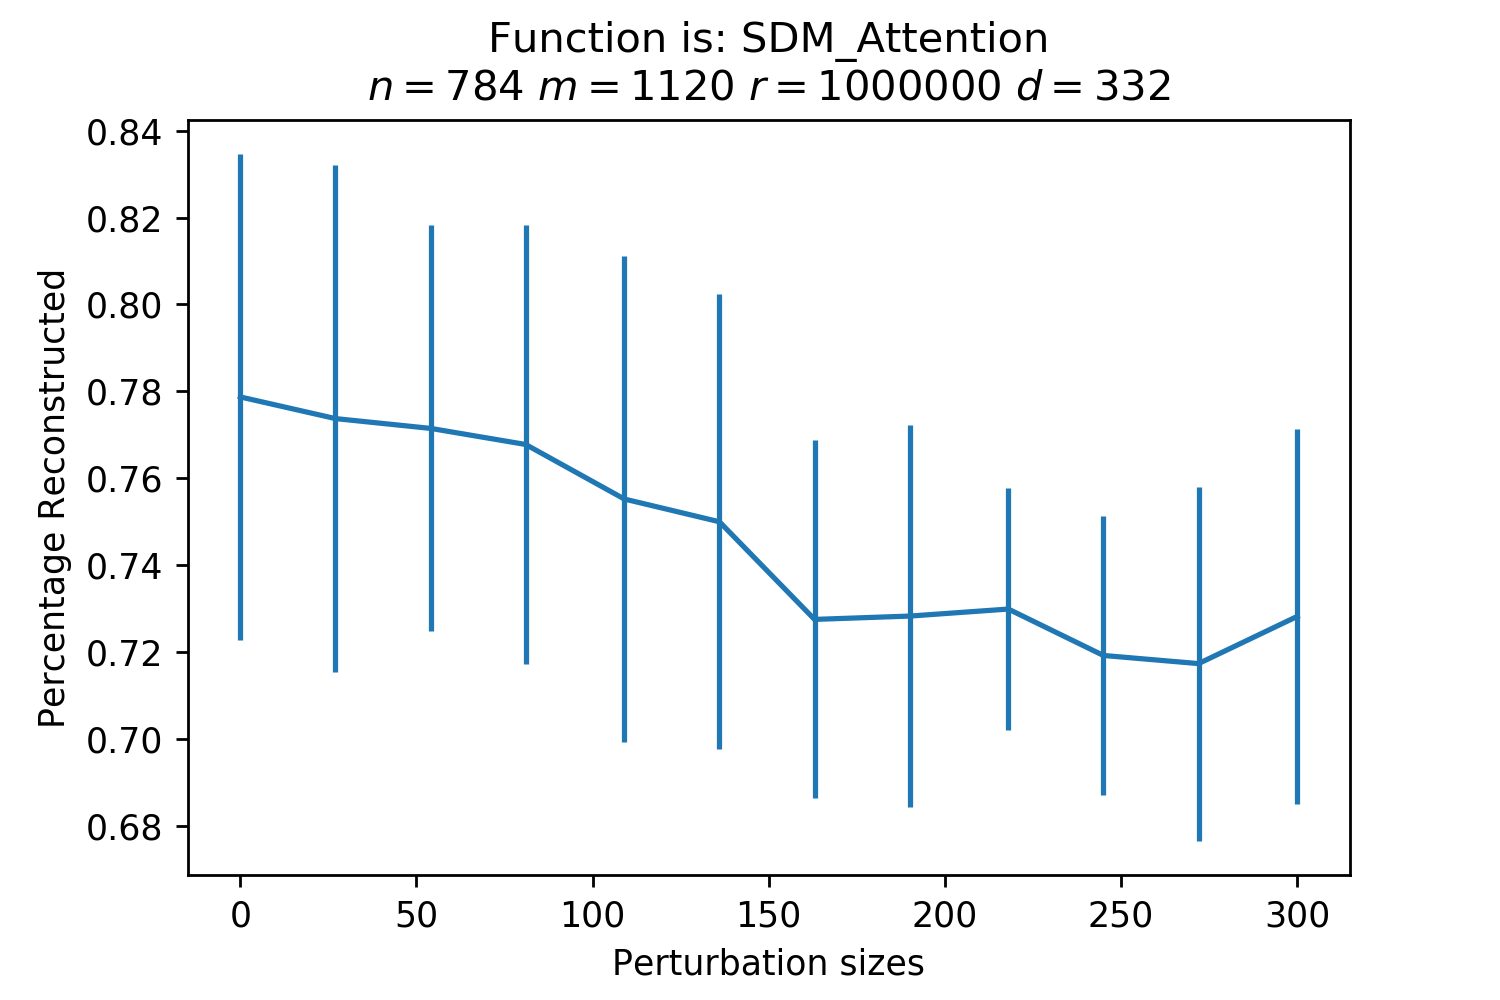 Function is: SDM_Attention
n = 784 m = 1120 r = 1000000 d = 332
Percentage Reconstructed
0.84
0.82
0.80
0.78
0.76
0.74
0.72
0.70
0.68
0 50 100 150 200 250 300
Perturbation sizes